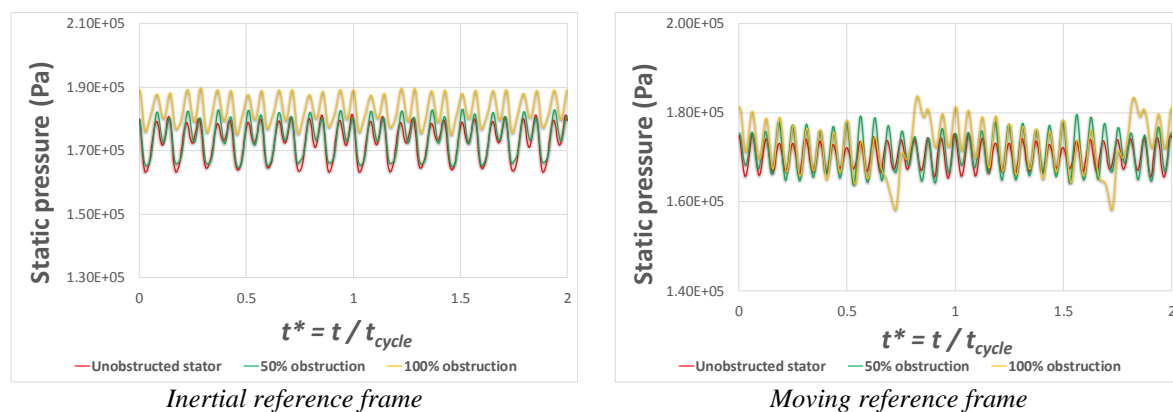 2.10E+05
1.90E+05
1.70E+05
1.50E+05
1.30E+05
Static pressure (Pa)
0 0.5 1 1.5 2
t* = t / tcycle
Unobstructed stator 50% obstruction 100% obstruction
Inertial reference frame
2.00E+05
1.80E+05
1.60E+05
1.40E+05
Static pressure (Pa)
0 0.5 1 1.5 2
t* = t / tcycle
Unobstructed stator 50% obstruction 100% obstruction
Moving reference frame